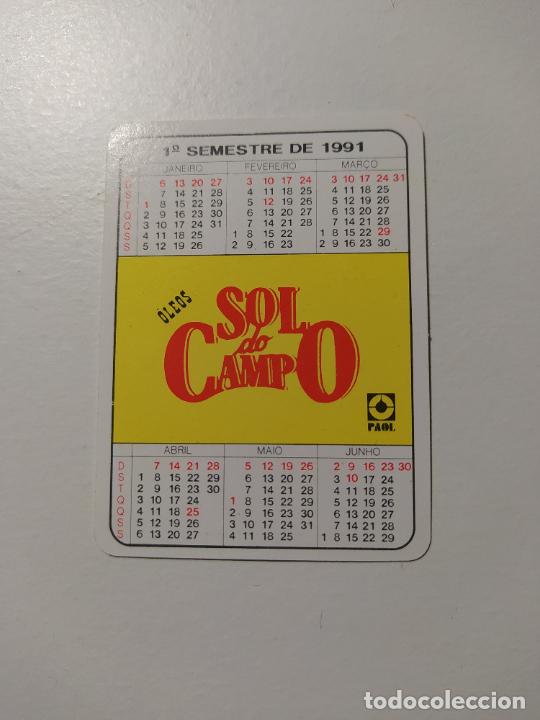 1º SEMESTRE DE 1991
JANEIRO FEVEREIRO MARÇO
D 6 13 20 27 3 10 17 24 3 10 17 24 31
S 7 14 21 28 4 11 18 25 4 11 18 25
T 1 8 15 22 29 5 12 19 26 5 12 19 26
Q 2 9 16 23 30 6 13 20 27 6 13 20 27
Q 3 10 17 24 31 7 14 21 28 7 14 21 28
S 4 11 18 25 1 8 15 22 1 8 15 22 29
S 5 12 19 26 2 9 16 23 2 9 16 23 30
ÓLEOS
SOL
do
CAMPO
PAOL
ABRIL MAIO JUNHO
D 7 14 21 28 5 12 19 26 2 9 16 23 30
S 1 8 15 22 29 6 13 20 27 3 10 17 24
T 2 9 16 23 30 7 14 21 28 4 11 18 25
Q 3 10 17 24 1 8 15 22 29 5 12 19 26
Q 4 11 18 25 2 9 16 23 30 6 13 20 27
S 5 12 19 26 3 10 17 24 31 7 14 21 28
S 6 13 20 27 4 11 18 25 1 8 15 22 29
todocoleccion
todocoleccion.net